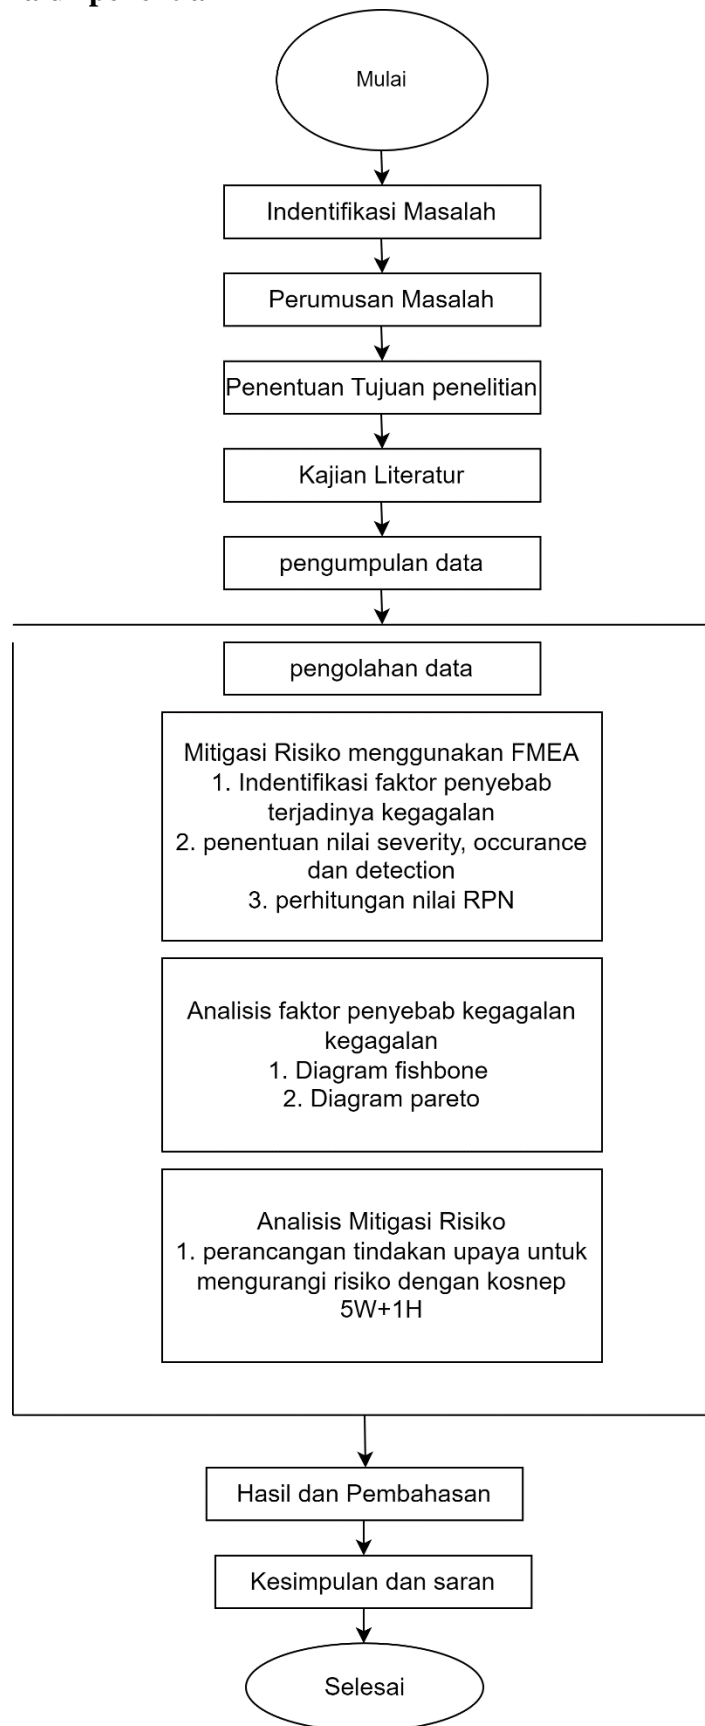 Mulai
Indentifikasi Masalah
Perumusan Masalah
Penentuan Tujuan penelitian
Kajian Literatur
pengumpulan data
pengolahan data
Mitigasi Risiko menggunakan FMEA
1. Indentifikasi faktor penyebab
terjadinya kegagalan
2. penentuan nilai severity, occurance
dan detection
3. perhitungan nilai RPN
Analisis faktor penyebab kegagalan
kegagalan
1. Diagram fishbone
2. Diagram pareto
Analisis Mitigasi Risiko
1. perancangan tindakan upaya untuk
mengurangi risiko dengan kosnep
5W+1H
Hasil dan Pembahasan
Kesimpulan dan saran
Selesai